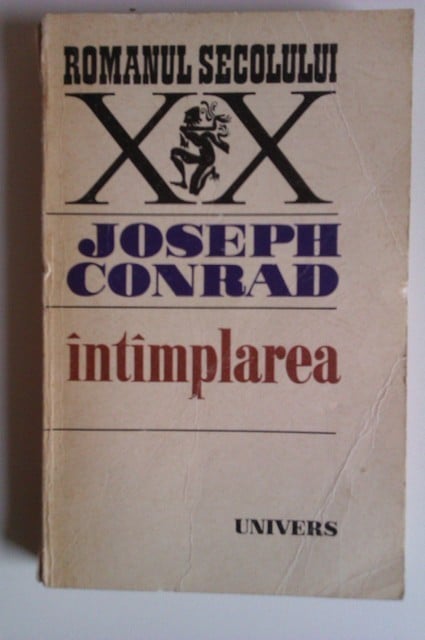 ROMANUL SECOLULUI
XX
JOSEPH
CONRAD
întîmplarea
UNIVERS